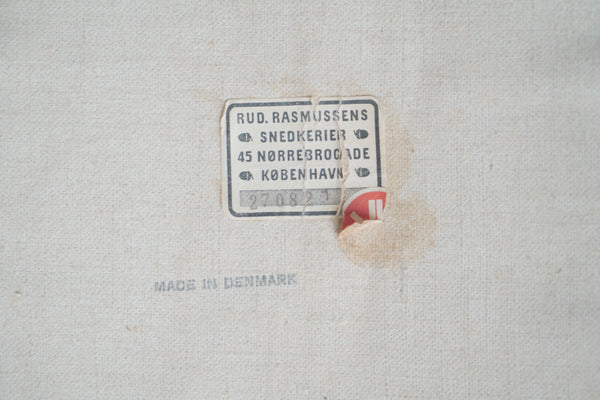 RUD. RASMUSSENS
SNEDKERIER
45 NØRREBROGADE
KØBENHAVN
MADE IN DENMARK